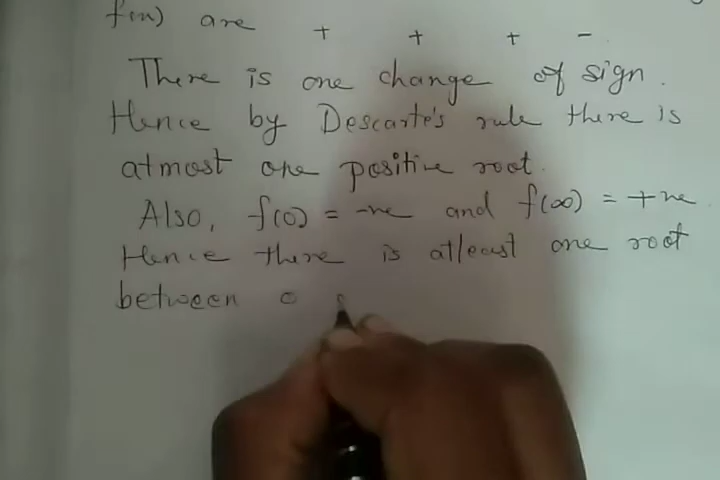 f(x) are + + + -
There is one change of sign.
Hence by Descarte's rule there is
atmost one positive root.
Also, f(0) = -ve and f(∞) = +ve
Hence there is atleast one root
between 0